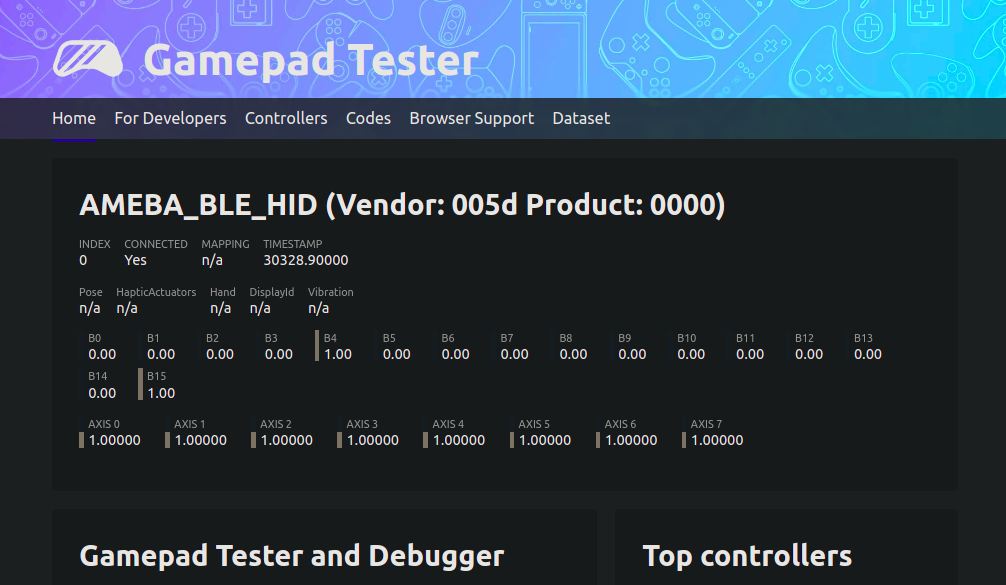 Gamepad Tester
Home For Developers Controllers Codes Browser Support Dataset
AMEBA_BLE_HID (Vendor: 005d Product: 0000)
INDEX CONNECTED MAPPING TIMESTAMP
0 Yes n/a 30328.90000
Pose HapticActuators Hand DisplayId Vibration
n/a n/a n/a n/a n/a
B0 B1 B2 B3 B4 B5 B6 B7 B8 B9 B10 B11 B12 B13
0.00 0.00 0.00 0.00 1.00 0.00 0.00 0.00 0.00 0.00 0.00 0.00 0.00 0.00
B14 B15
0.00 1.00
AXIS 0 AXIS 1 AXIS 2 AXIS 3 AXIS 4 AXIS 5 AXIS 6 AXIS 7
1.00000 1.00000 1.00000 1.00000 1.00000 1.00000 1.00000 1.00000
Gamepad Tester and Debugger Top controllers